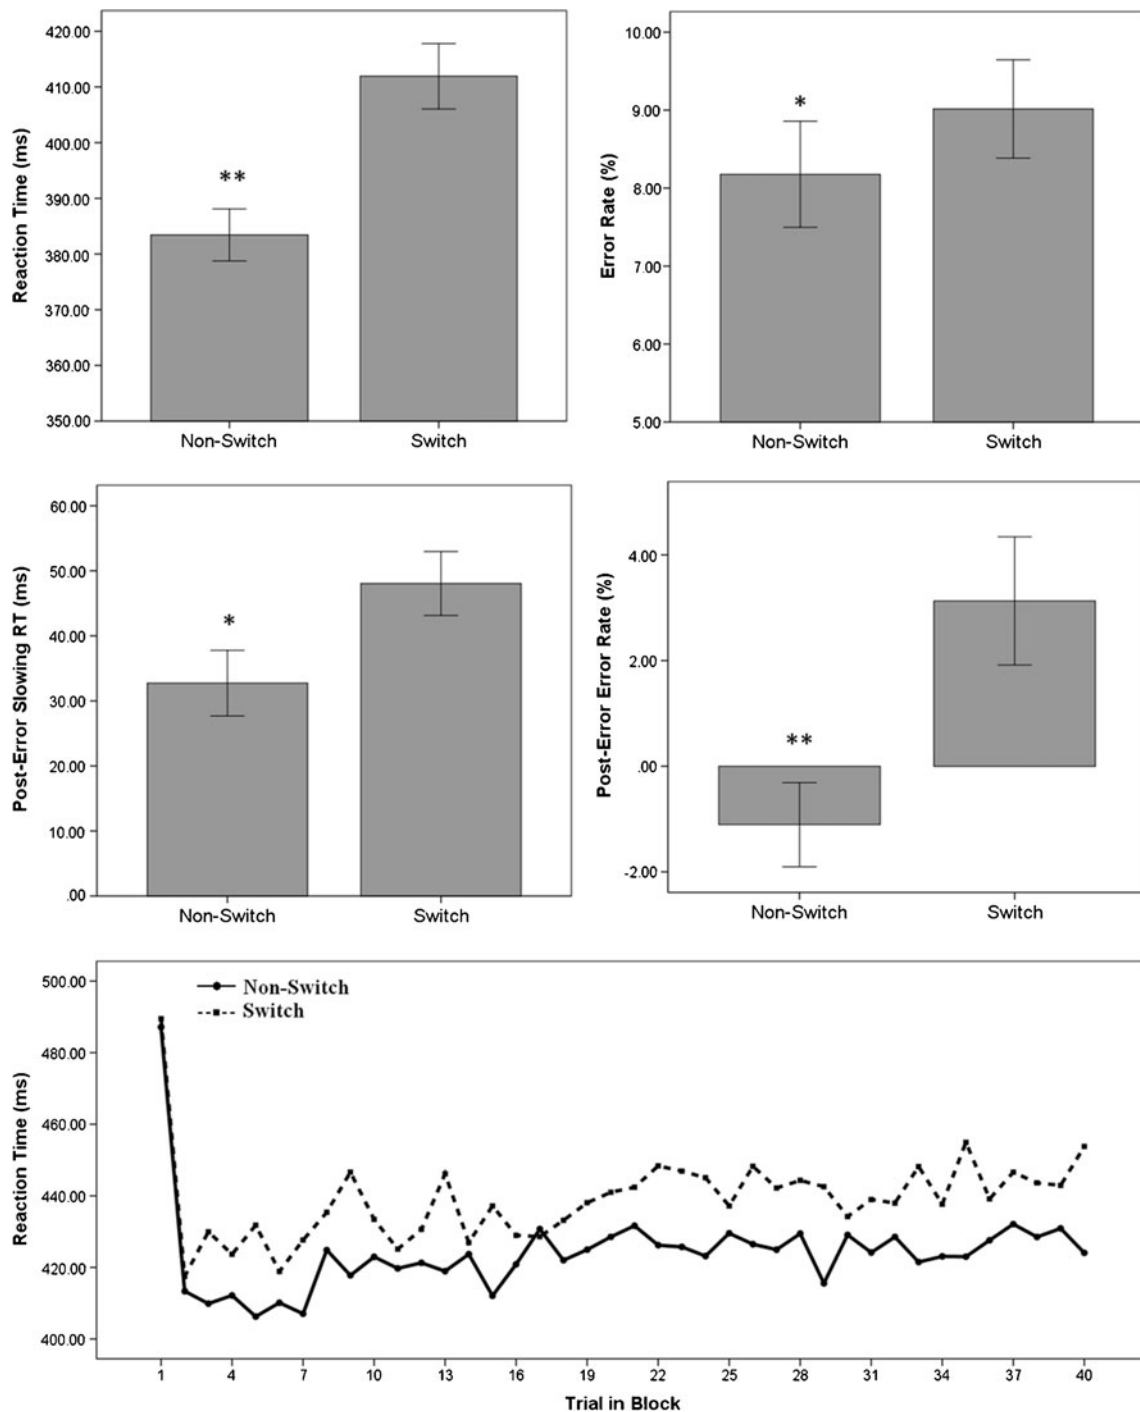 Reaction Time (ms)
420.00
410.00
400.00
390.00
380.00
370.00
360.00
350.00
**
Non-Switch Switch
Error Rate (%)
10.00
9.00
8.00
7.00
6.00
5.00
*
Non-Switch Switch
Post-Error Slowing RT (ms)
60.00
50.00
40.00
30.00
20.00
10.00
.00
*
Non-Switch Switch
Post-Error Error Rate (%)
4.00
2.00
.00
-2.00
**
Non-Switch Switch
Reaction Time (ms)
500.00
480.00
460.00
440.00
420.00
400.00
Non-Switch
Switch
1 4 7 10 13 16 19 22 25 28 31 34 37 40
Trial in Block